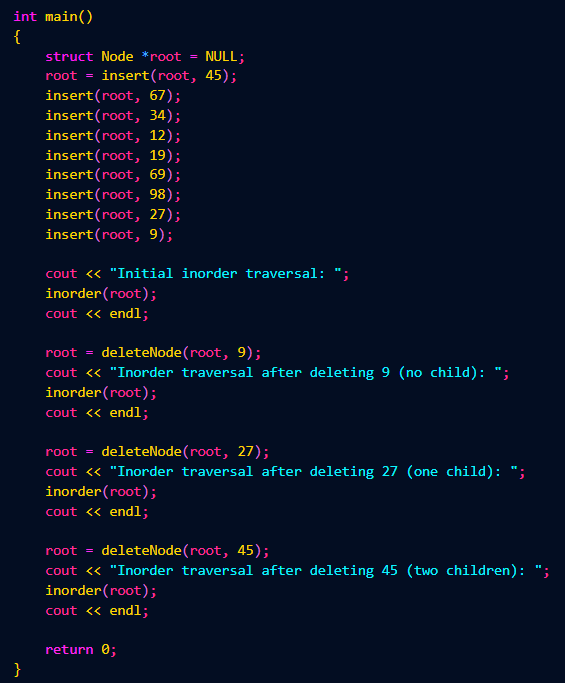 int main()
{
    struct Node *root = NULL;
    root = insert(root, 45);
    insert(root, 67);
    insert(root, 34);
    insert(root, 12);
    insert(root, 19);
    insert(root, 69);
    insert(root, 98);
    insert(root, 27);
    insert(root, 9);

    cout << "Initial inorder traversal: ";
    inorder(root);
    cout << endl;

    root = deleteNode(root, 9);
    cout << "Inorder traversal after deleting 9 (no child): ";
    inorder(root);
    cout << endl;

    root = deleteNode(root, 27);
    cout << "Inorder traversal after deleting 27 (one child): ";
    inorder(root);
    cout << endl;

    root = deleteNode(root, 45);
    cout << "Inorder traversal after deleting 45 (two children): ";
    inorder(root);
    cout << endl;

    return 0;
}